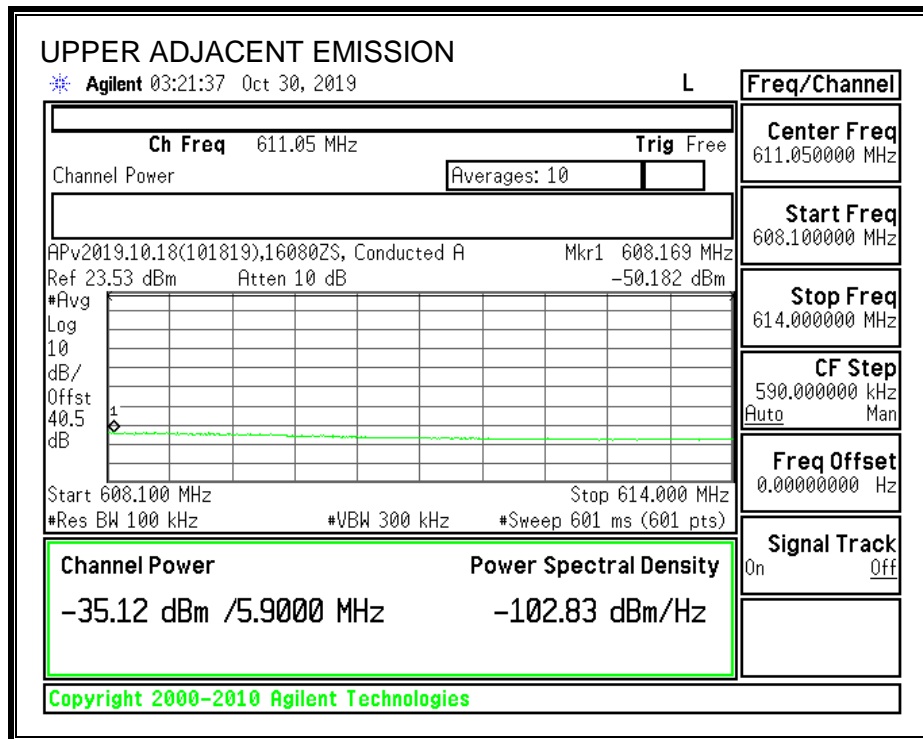 UPPER ADJACENT EMISSION
Agilent 03:21:37 Oct 30, 2019 L
Freq/Channel
Ch Freq 611.05 MHz Trig Free
Channel Power Averages: 10
APv2019.10.18(101819),16080ZS, Conducted A Mkr1 608.169 MHz
Ref 23.53 dBm Atten 10 dB -50.182 dBm
#Avg
Log
10
dB/
Offst
40.5
dB
1
Start 608.100 MHz Stop 614.000 MHz
#Res BW 100 kHz #VBW 300 kHz #Sweep 601 ms (601 pts)
Channel Power Power Spectral Density
-35.12 dBm /5.9000 MHz -102.83 dBm/Hz
Copyright 2000-2010 Agilent Technologies
Center Freq
611.050000 MHz
Start Freq
608.100000 MHz
Stop Freq
614.000000 MHz
CF Step
590.000000 kHz
Auto Man
Freq Offset
0.00000000 Hz
Signal Track
On Off